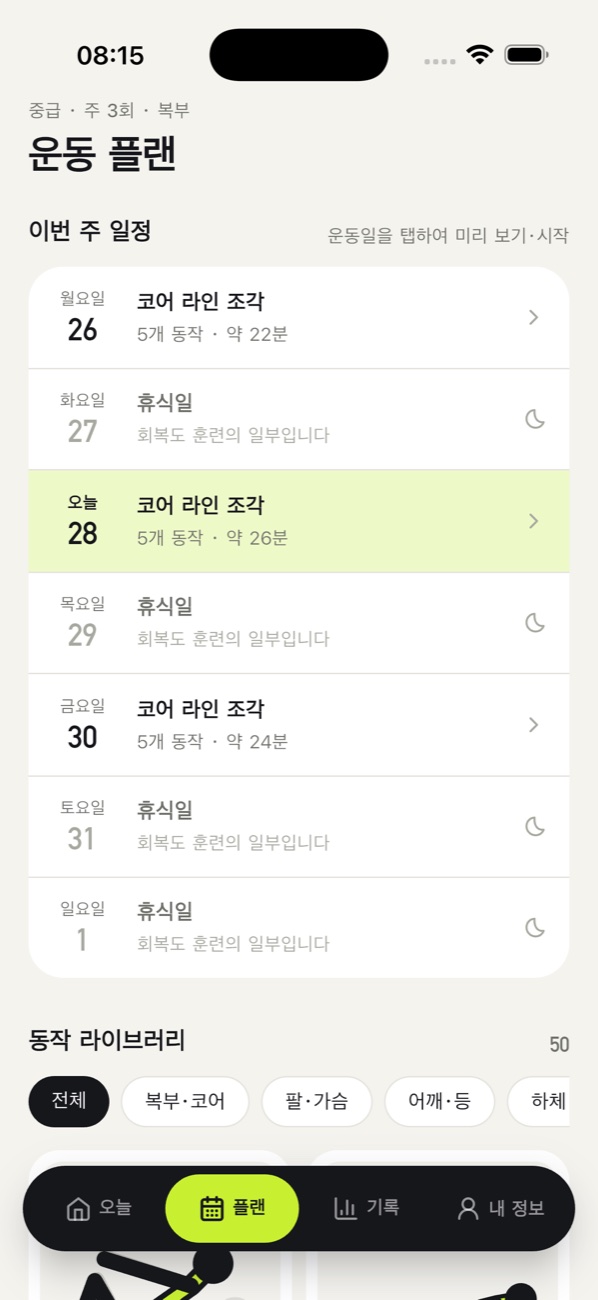 08:15
중급 · 주 3회 · 복부
운동 플랜
이번 주 일정
운동일을 탭하여 미리 보기·시작
월요일
26
코어 라인 조각
5개 동작 · 약 22분
화요일
27
휴식일
회복도 훈련의 일부입니다
오늘
28
코어 라인 조각
5개 동작 · 약 26분
목요일
29
휴식일
회복도 훈련의 일부입니다
금요일
30
코어 라인 조각
5개 동작 · 약 24분
토요일
31
휴식일
회복도 훈련의 일부입니다
일요일
1
휴식일
회복도 훈련의 일부입니다
동작 라이브러리
50
전체
복부·코어
팔·가슴
어깨·등
하체
오늘
플랜
기록
내 정보